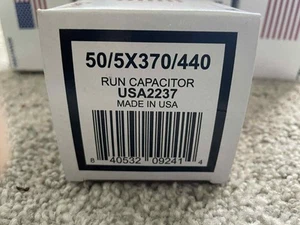 50/5X370/440
RUN CAPACITOR
USA2237
MADE IN USA
8 40532 09241 4